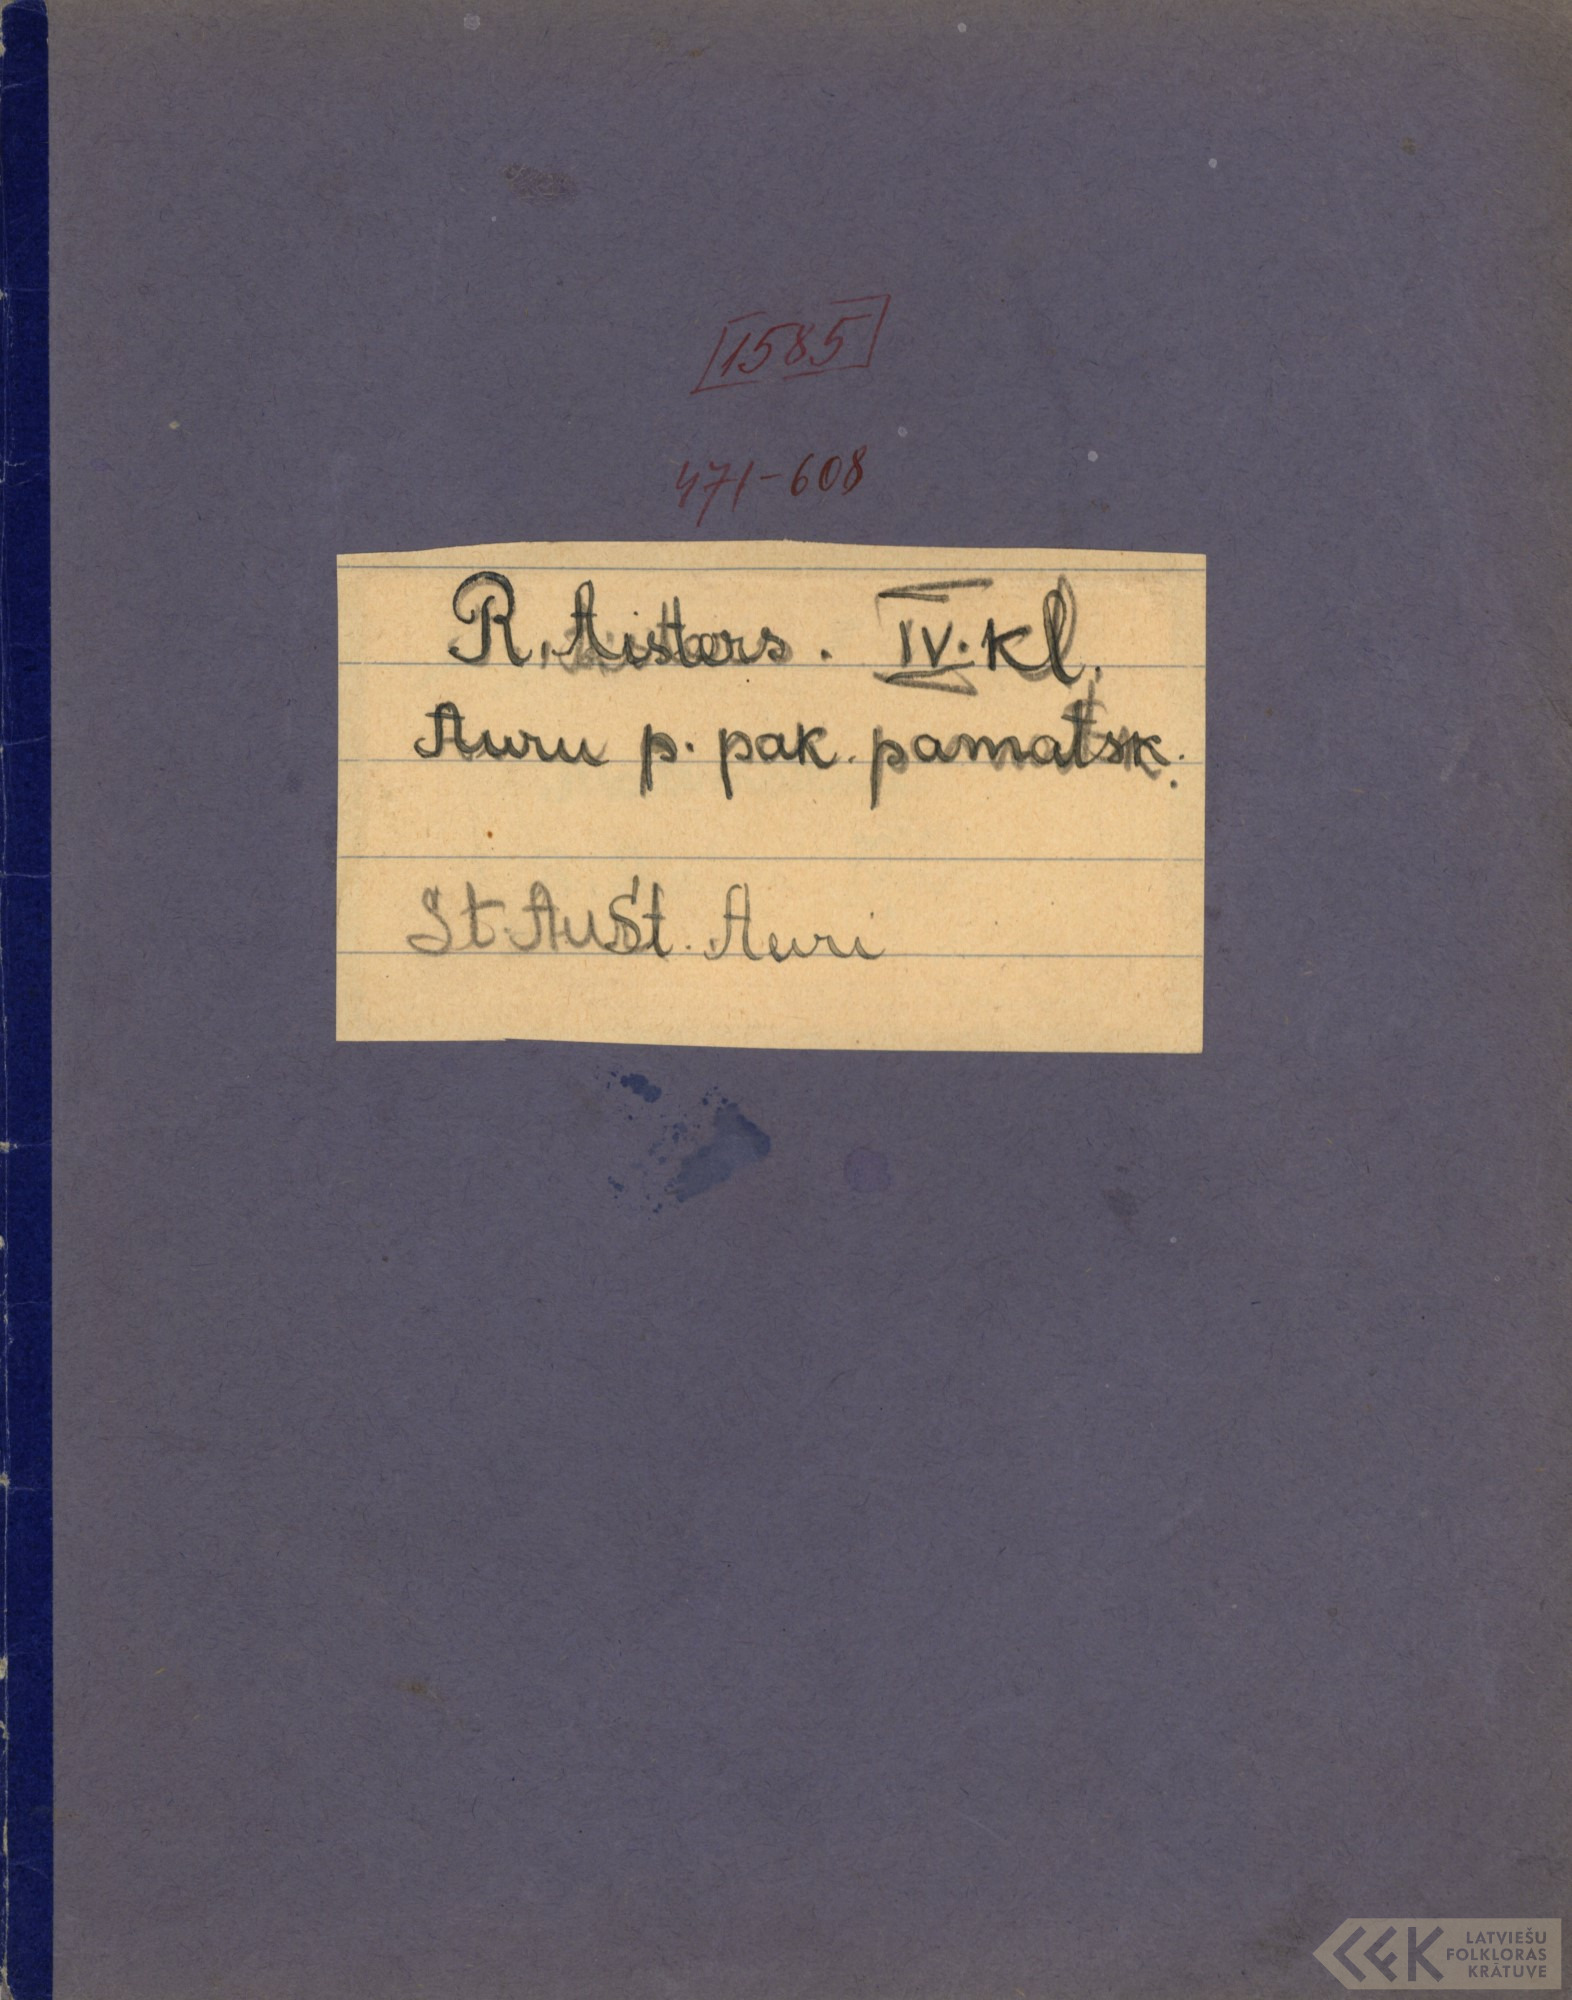 [1585]
471-608
R. Aisters. IV. kl.
Auru p. pak. pamatsk.
St. Aušt. Auri
LATVIEŠU
FOLKLORAS
KRĀTUVE